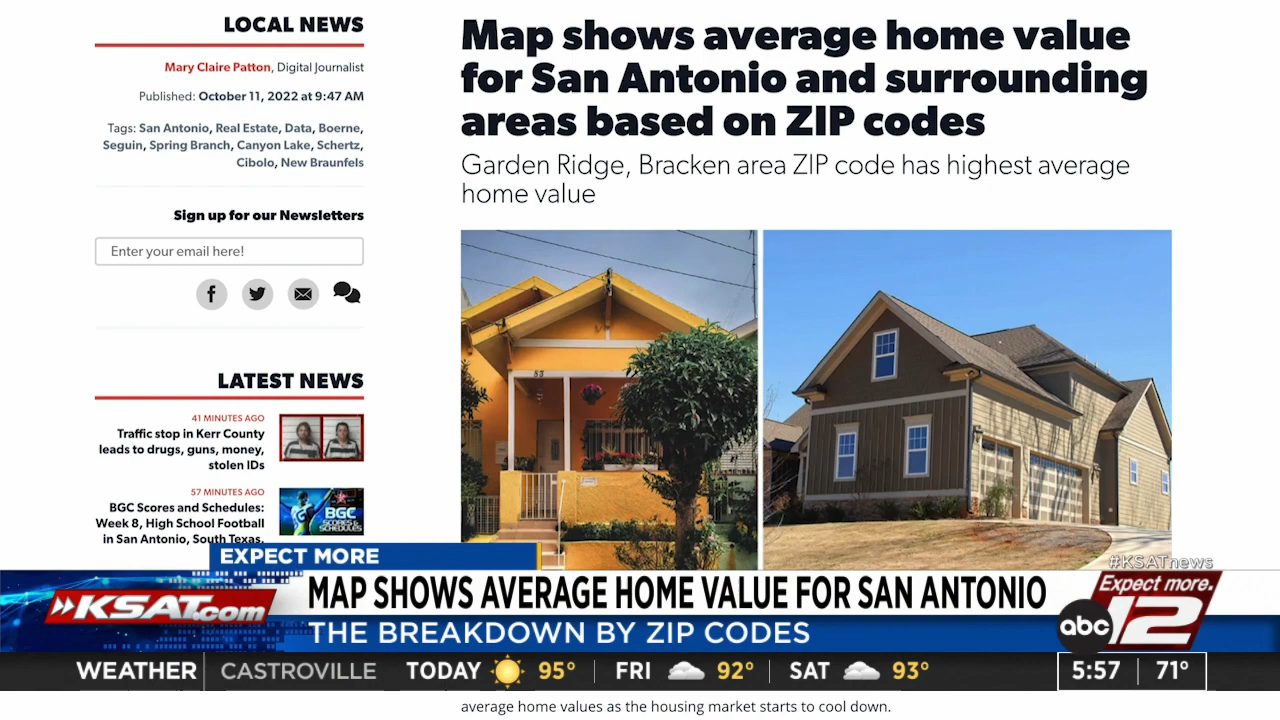 LOCAL NEWS
Mary Claire Patton, Digital Journalist
Published: October 11, 2022 at 9:47 AM
Tags: San Antonio, Real Estate, Data, Boerne,
Seguin, Spring Branch, Canyon Lake, Schertz,
Cibolo, New Braunfels
Sign up for our Newsletters
Enter your email here!
LATEST NEWS
41 MINUTES AGO
Traffic stop in Kerr County
leads to drugs, guns, money,
stolen IDs
57 MINUTES AGO
BGC Scores and Schedules:
Week 8, High School Football
in San Antonio, South Texas.
BGC
SCORES &
SCHEDULES
Map shows average home value
for San Antonio and surrounding
areas based on ZIP codes
Garden Ridge, Bracken area ZIP code has highest average
home value
53
#KSATnews
EXPECT MORE
KSAT.com
MAP SHOWS AVERAGE HOME VALUE FOR SAN ANTONIO
THE BREAKDOWN BY ZIP CODES
Expect more.
abc 12
WEATHER CASTROVILLE TODAY 95° FRI 92° SAT 93° 5:57 71°
average home values as the housing market starts to cool down.